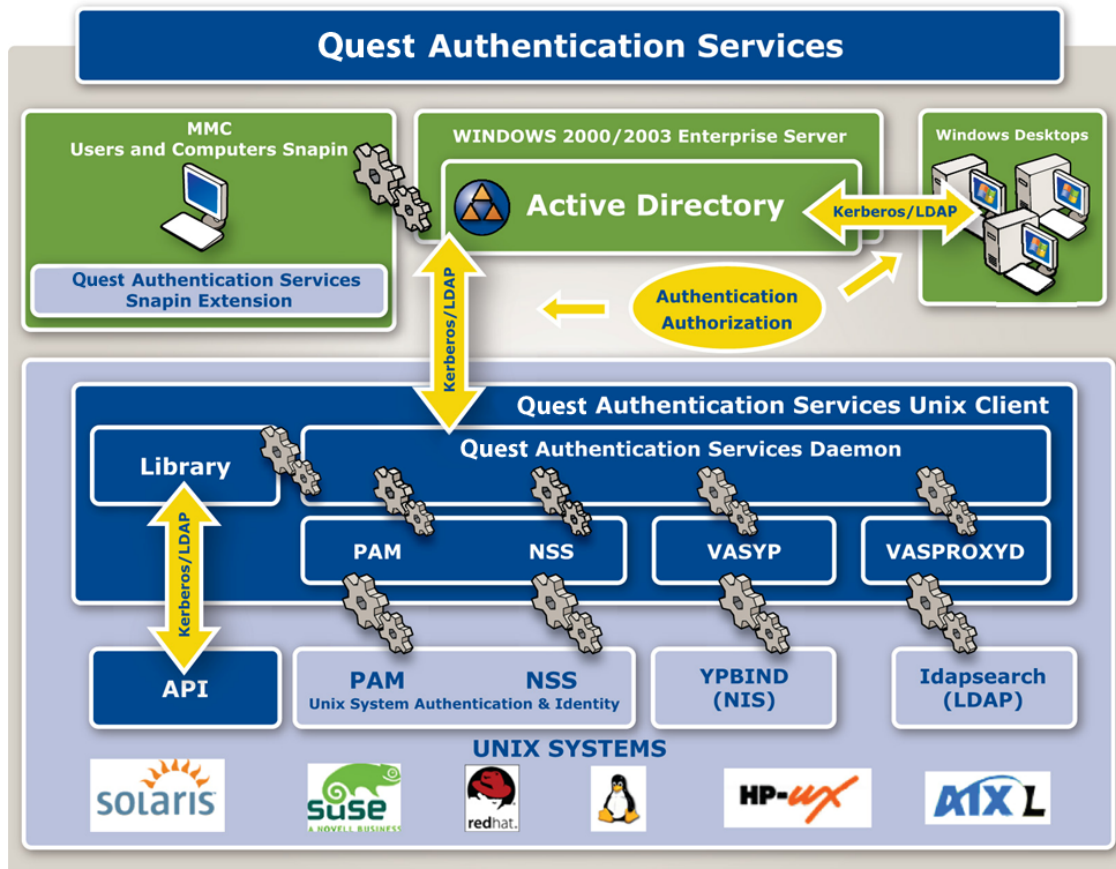 Quest Authentication Services
MMC
Users and Computers Snapin
Quest Authentication Services
Snapin Extension
WINDOWS 2000/2003 Enterprise Server
Active Directory
Kerberos/LDAP
Windows Desktops
Authentication
Authorization
Kerberos/LDAP
Quest Authentication Services Unix Client
Library
Quest Authentication Services Daemon
PAM
NSS
VASYP
VASPROXYD
Kerberos/LDAP
API
PAM
NSS
Unix System Authentication & Identity
YPBIND
(NIS)
Idapsearch
(LDAP)
UNIX SYSTEMS
SOLARIS
SUSE
A NOVELL BUSINESS
redhat.
HP-UX
AIX L